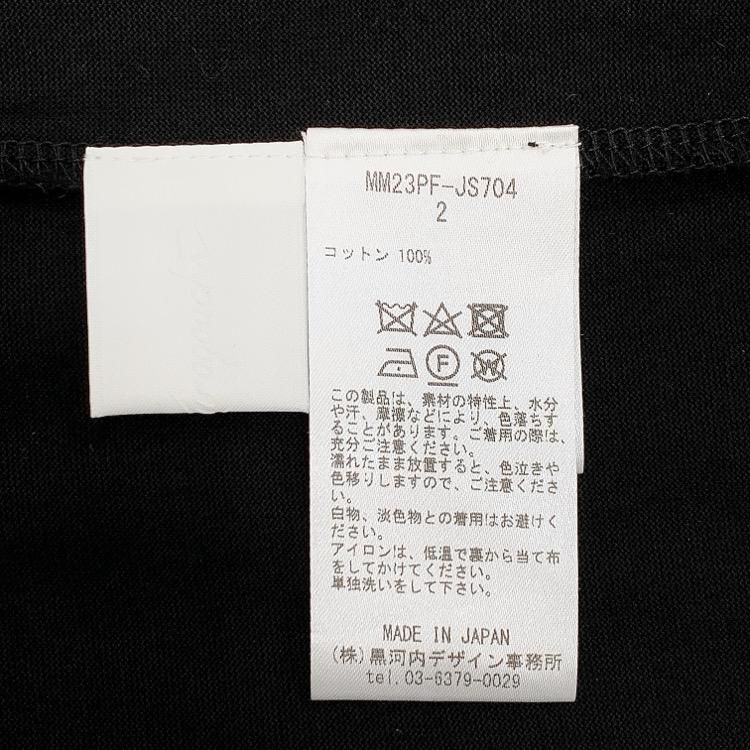 MM23PF-JS704
2
コットン 100%
F
W
この製品は、素材の特性上、水分
や汗、摩擦などにより、色落ちす
ることがあります。ご着用の際は、
充分ご注意ください。
濡れたまま放置すると、色泣きや
色移りしますので、ご注意くださ
い。
白物、淡色物との着用はお避けく
ださい。
アイロンは、低温で裏から当て布
をしてかけてください。
単独洗いをして下さい。
MADE IN JAPAN
(株)黒河内デザイン事務所
tel.03-6379-0029